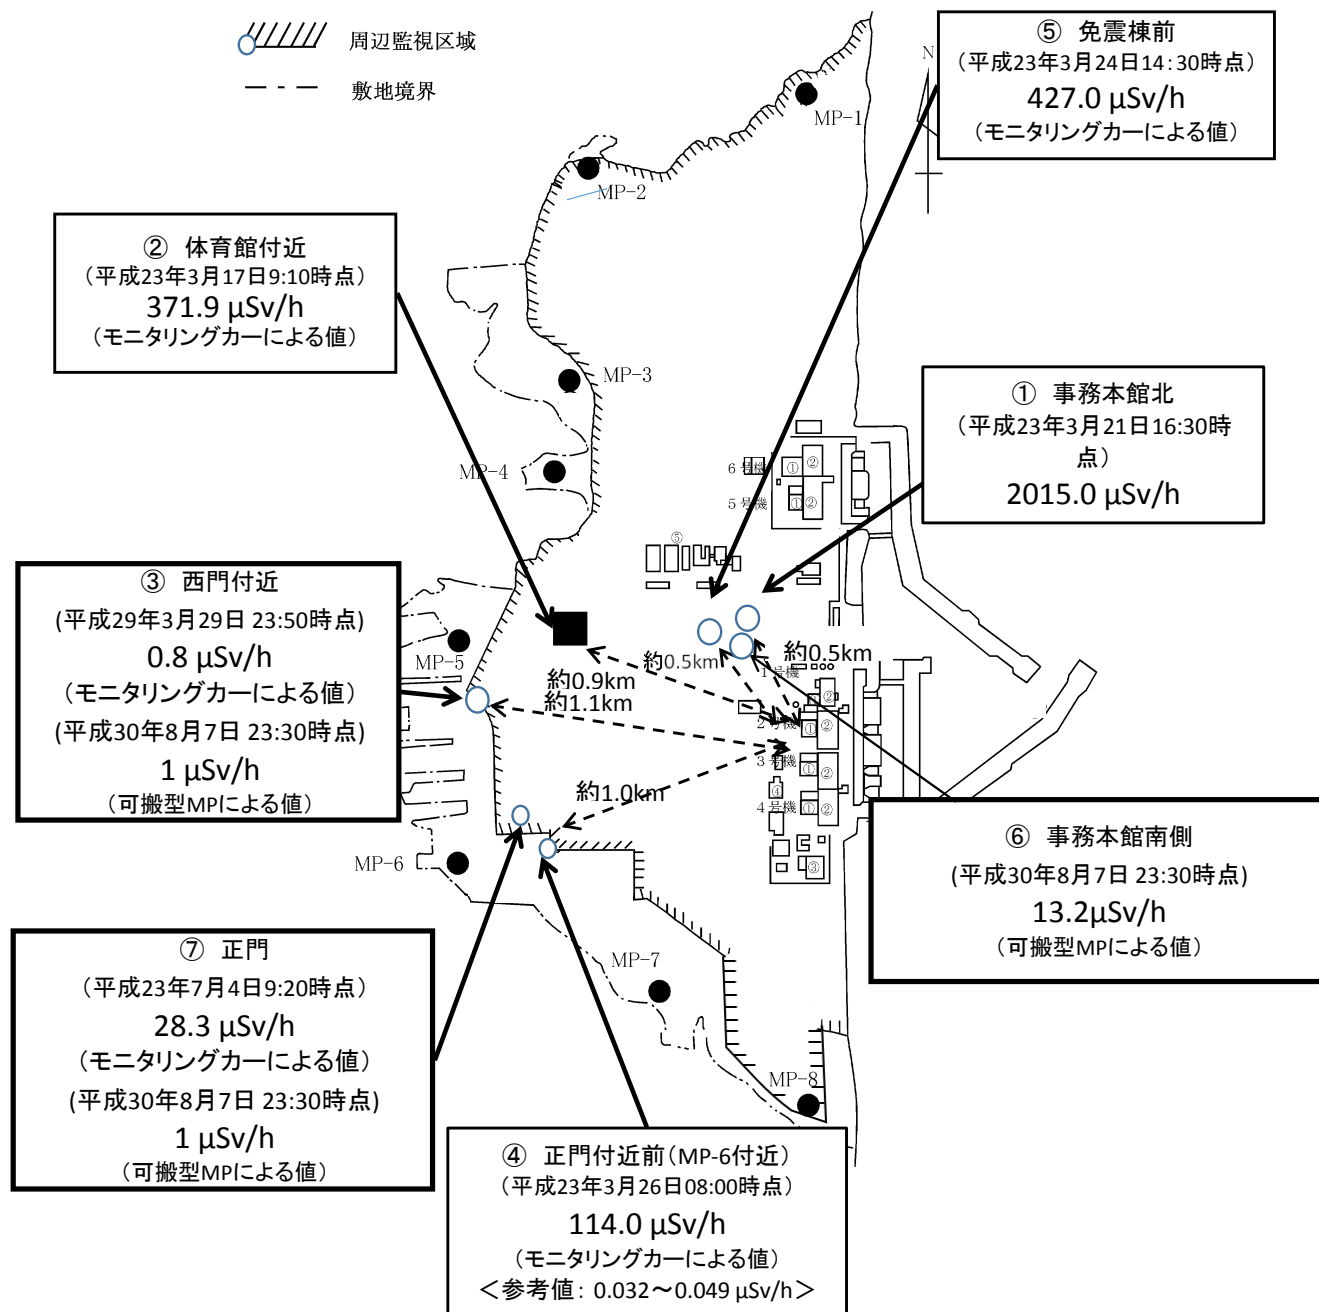 周辺監視区域
敷地境界
⑤ 免震棟前
(平成23年3月24日14:30時点)
427.0 μSv/h
(モニタリングカーによる値)
N
MP-1
MP-2
② 体育館付近
(平成23年3月17日9:10時点)
371.9 μSv/h
(モニタリングカーによる値)
MP-3
① 事務本館北
(平成23年3月21日16:30時
点)
2015.0 μSv/h
MP-4
6号機
①
②
5号機
①
②
⑤
③ 西門付近
(平成29年3月29日 23:50時点)
0.8 μSv/h
(モニタリングカーによる値)
(平成30年8月7日 23:30時点)
1 μSv/h
(可搬型MPによる値)
MP-5
約0.9km
約1.1km
約0.5km
約0.5km
1号機
②
2号機
①
②
3号機
①
②
④
4号機
①
②
③
約1.0km
MP-6
⑥ 事務本館南側
(平成30年8月7日 23:30時点)
13.2μSv/h
(可搬型MPによる値)
⑦ 正門
(平成23年7月4日9:20時点)
28.3 μSv/h
(モニタリングカーによる値)
(平成30年8月7日 23:30時点)
1 μSv/h
(可搬型MPによる値)
MP-7
MP-8
④ 正門付近前(MP-6付近)
(平成23年3月26日08:00時点)
114.0 μSv/h
(モニタリングカーによる値)
<参考値: 0.032～0.049 μSv/h>